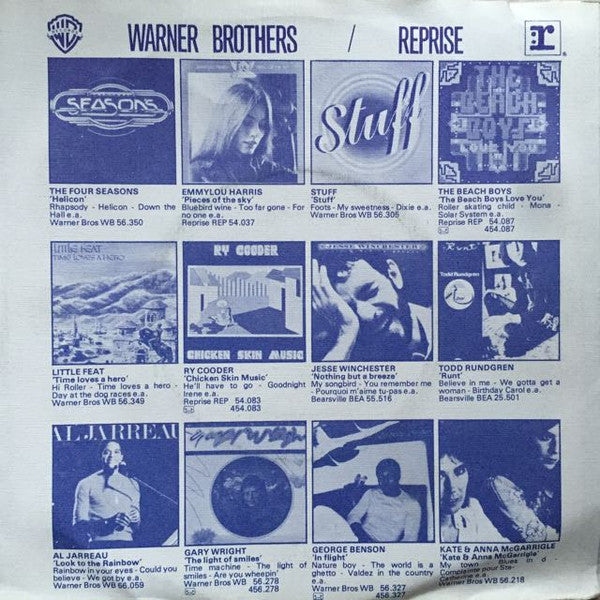 WARNER BROTHERS / REPRISE
r
SEASONS
Stuff
THE BEACH BOYS LOVE YOU
THE FOUR SEASONS
'Helicon'
Rhapsody - Helicon - Down the
Hall e.a.
Warner Bros WB 56.350
EMMYLOU HARRIS
'Pieces of the sky'
Bluebird wine - Too far gone - For
no one e.a.
Reprise REP 54.037
STUFF
'Stuff'
Foots - My sweetness - Dixie e.a.
Warner Bros WB 56.305
THE BEACH BOYS
'The Beach Boys Love You'
Roller skating child - Mona -
Solar System e.a.
Reprise REP 54.087
454.087
LITTLE FEAT
TIME LOVES A HERO
RY COODER
CHICKEN SKIN MUSIC
JESSE WINCHESTER
Todd Rundgren
LITTLE FEAT
'Time loves a hero'
Hi Roller - Time loves a hero -
Day at the dog races e.a.
Warner Bros WB 56.349
RY COODER
'Chicken Skin Music'
He'll have to go - Goodnight
Irene e.a.
Reprise REP 54.083
454.083
JESSE WINCHESTER
'Nothing but a breeze'
My songbird - You remember me
- Pourquoi m'aime tu-pas e.a.
Bearsville BEA 55.516
TODD RUNDGREN
'Runt'
Believe in me - We gotta get a
woman - Birthday Carol e.a.
Bearsville BEA 25.501
AL JARREAU
Gary Wright
AL JARREAU
'Look to the Rainbow'
Rainbow in your eyes - Could you
believe - We got by e.a.
Warner Bros WB 66.059
GARY WRIGHT
'The light of smiles'
Time machine - The light of
smiles - Are you wheepin'
Warner Bros WB 56.278
456.278
GEORGE BENSON
'In flight'
Nature boy - The world is a
ghetto - Valdez in the country
e.a.
Warner Bros WB 56.327
456.327
KATE & ANNA McGARRIGLE
'Kate & Anna McGarrigle'
My town - Blues in d -
Complainte pour Ste-
Catherine e.a.
Warner Bros WB 56.218